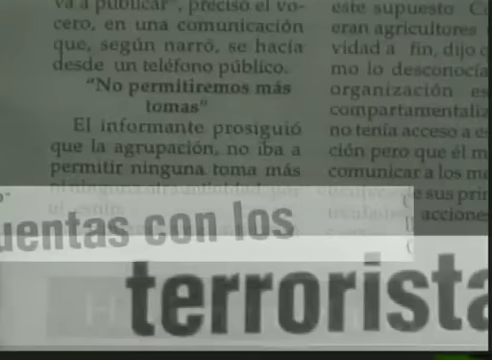 va a publicar", precisó el vo-
cero, en una comunicación
que, según narró, se hacía
desde un teléfono público.
"No permitiremos más
tomas"
El informante prosiguió
que la agrupación, no iba a
permitir ninguna toma más
este supuesto
eran agricultores
vidad a fin, dijo
mo lo desconocía
organización es
compartamentaliz
no tenía acceso a
ción pero que él m
comunicar a los
e sus prin
acciones
uentas con los
terrorista